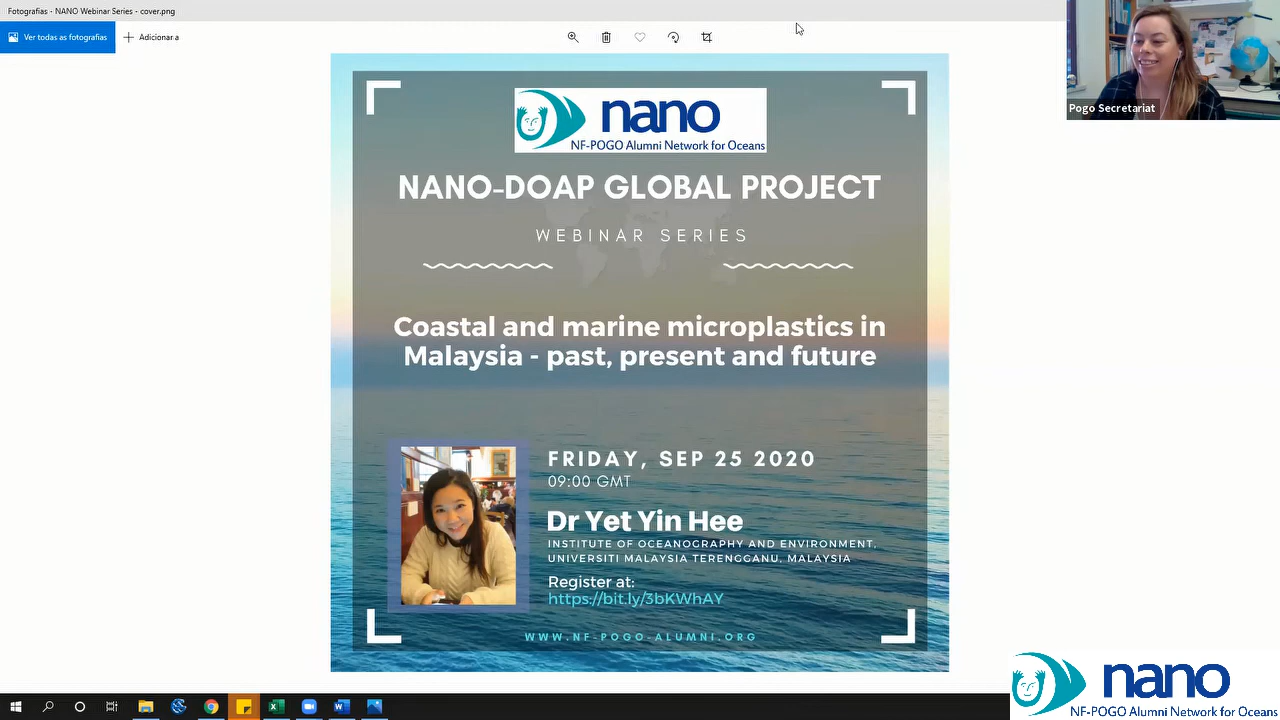 Fotografias - NANO Webinar Series - cover.png
Ver todas as fotografias
Adicionar a
Pogo Secretariat
nano
NF-POGO Alumni Network for Oceans
NANO-DOAP GLOBAL PROJECT
WEBINAR SERIES
Coastal and marine microplastics in
Malaysia - past, present and future
FRIDAY, SEP 25 2020
09:00 GMT
Dr Yet Yin Hee
INSTITUTE OF OCEANOGRAPHY AND ENVIRONMENT,
UNIVERSITI MALAYSIA TERENGGANU, MALAYSIA
Register at:
https://bit.ly/3bKWhAY
WWW.NF-POGO-ALUMNI.ORG
nano
NF-POGO Alumni Network for Oceans